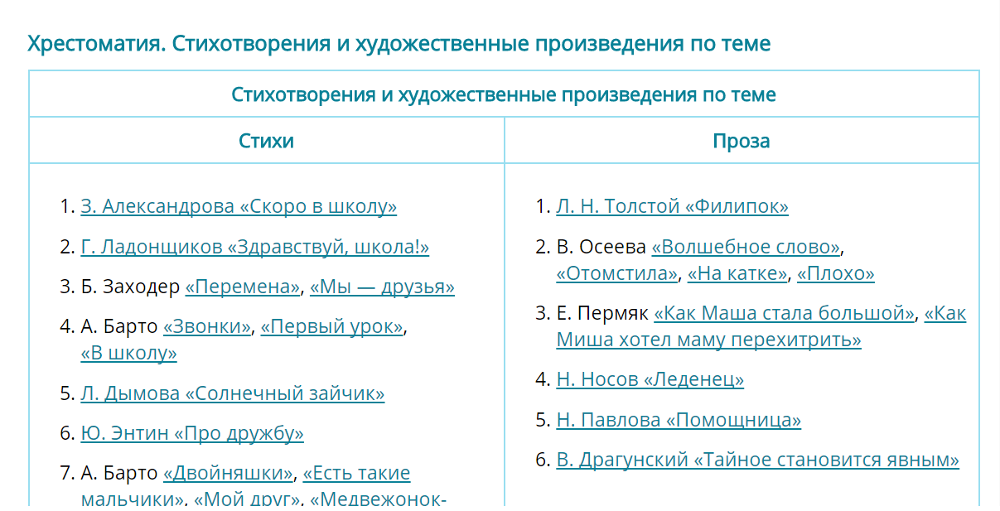 Хрестоматия. Стихотворения и художественные произведения по теме
Стихотворения и художественные произведения по теме
Стихи
Проза
1. З. Александрова «Скоро в школу»
2. Г. Ладонщиков «Здравствуй, школа!»
3. Б. Заходер «Перемена», «Мы — друзья»
4. А. Барто «Звонки», «Первый урок»,
«В школу»
5. Л. Дымова «Солнечный зайчик»
6. Ю. Энтин «Про дружбу»
7. А. Барто «Двойняшки», «Есть такие
мальчики», «Мой друг», «Медвежонок-
1. Л. Н. Толстой «Филипок»
2. В. Осеева «Волшебное слово»,
«Отомстила», «На катке», «Плохо»
3. Е. Пермяк «Как Маша стала большой», «Как
Миша хотел маму перехитрить»
4. Н. Носов «Леденец»
5. Н. Павлова «Помощница»
6. В. Драгунский «Тайное становится явным»